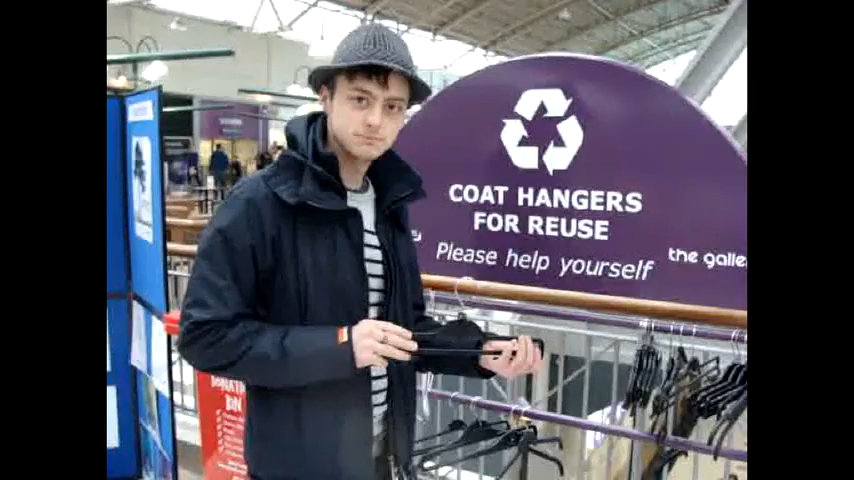 COAT HANGERS
FOR REUSE
Please help yourself
the galle
BIN